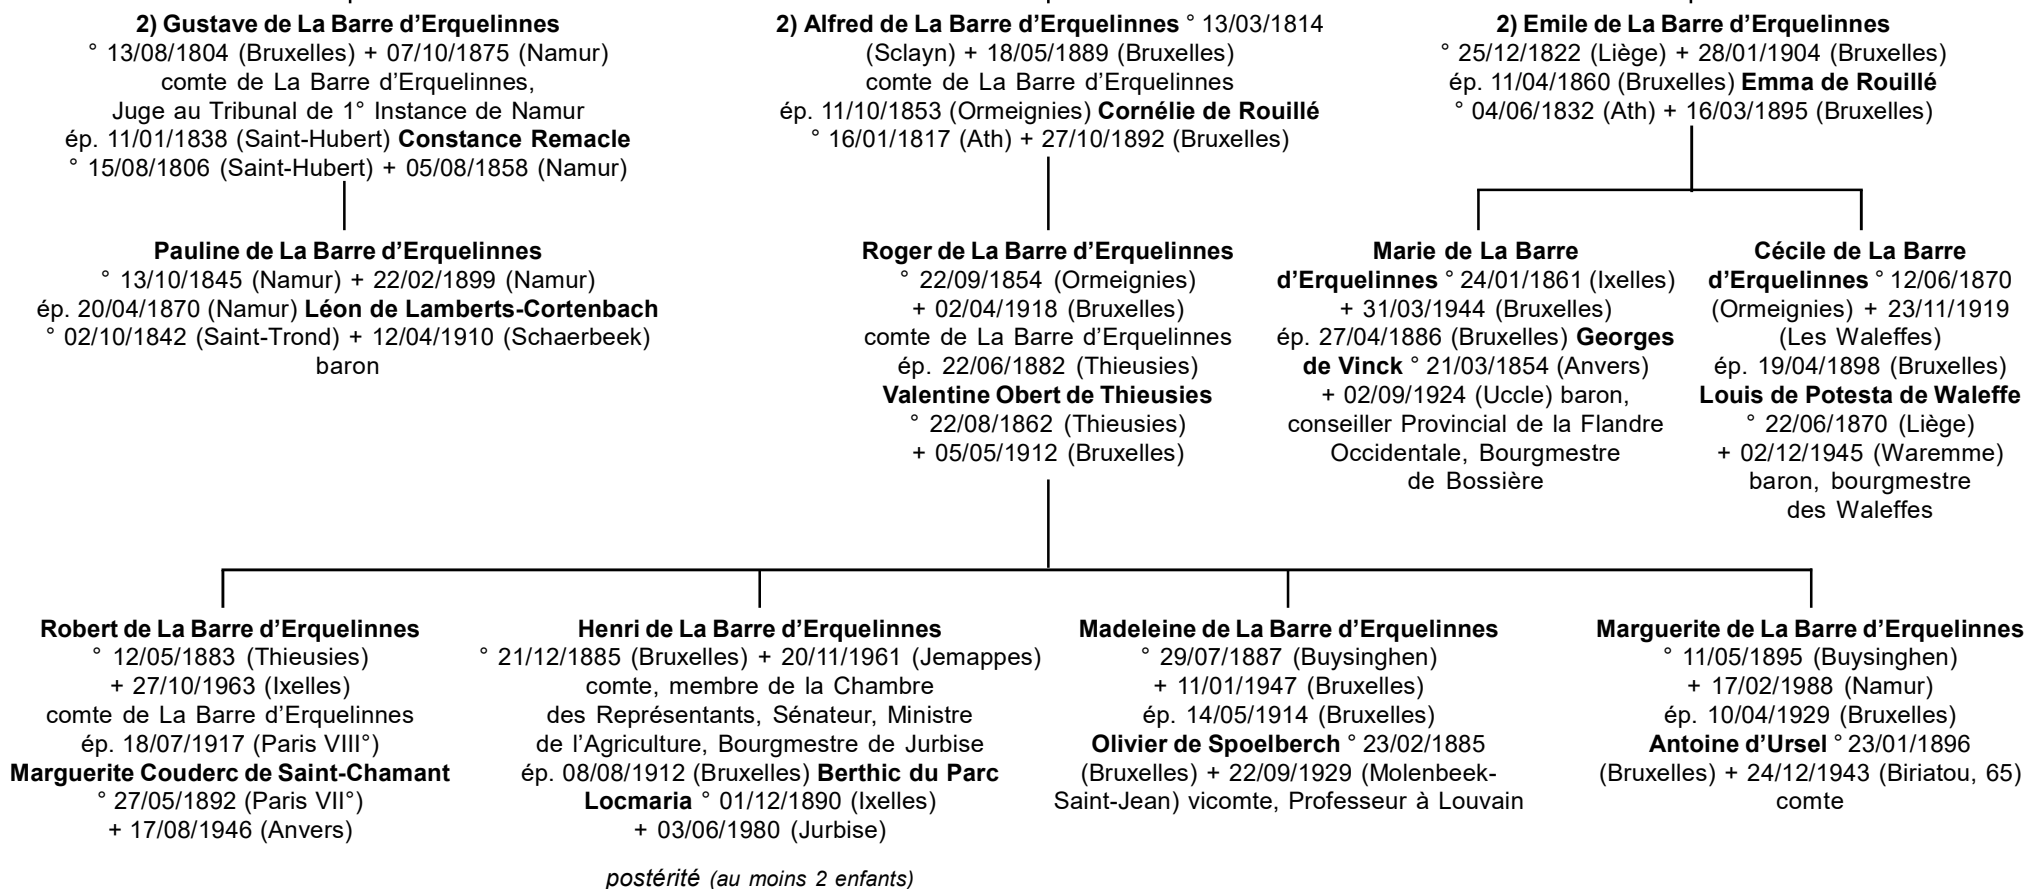 2) Gustave de La Barre d’Erquelinnes
° 13/08/1804 (Bruxelles) + 07/10/1875 (Namur)
comte de La Barre d’Erquelinnes,
Juge au Tribunal de 1° Instance de Namur
ép. 11/01/1838 (Saint-Hubert) Constance Remacle
° 15/08/1806 (Saint-Hubert) + 05/08/1858 (Namur)
2) Alfred de La Barre d’Erquelinnes ° 13/03/1814
(Sclayn) + 18/05/1889 (Bruxelles)
comte de La Barre d’Erquelinnes
ép. 11/10/1853 (Ormeignies) Cornélie de Rouillé
° 16/01/1817 (Ath) + 27/10/1892 (Bruxelles)
2) Emile de La Barre d’Erquelinnes
° 25/12/1822 (Liège) + 28/01/1904 (Bruxelles)
ép. 11/04/1860 (Bruxelles) Emma de Rouillé
° 04/06/1832 (Ath) + 16/03/1895 (Bruxelles)
Pauline de La Barre d’Erquelinnes
° 13/10/1845 (Namur) + 22/02/1899 (Namur)
ép. 20/04/1870 (Namur) Léon de Lamberts-Cortenbach
° 02/10/1842 (Saint-Trond) + 12/04/1910 (Schaerbeek)
baron
Roger de La Barre d’Erquelinnes
° 22/09/1854 (Ormeignies)
+ 02/04/1918 (Bruxelles)
comte de La Barre d’Erquelinnes
ép. 22/06/1882 (Thieusies)
Valentine Obert de Thieusies
° 22/08/1862 (Thieusies)
+ 05/05/1912 (Bruxelles)
Marie de La Barre
d’Erquelinnes ° 24/01/1861 (Ixelles)
+ 31/03/1944 (Bruxelles)
ép. 27/04/1886 (Bruxelles) Georges
de Vinck ° 21/03/1854 (Anvers)
+ 02/09/1924 (Uccle) baron,
conseiller Provincial de la Flandre
Occidentale, Bourgmestre
de Bossière
Cécile de La Barre
d’Erquelinnes ° 12/06/1870
(Ormeignies) + 23/11/1919
(Les Waleffes)
ép. 19/04/1898 (Bruxelles)
Louis de Potesta de Waleffe
° 22/06/1870 (Liège)
+ 02/12/1945 (Waremme)
baron, bourgmestre
des Waleffes
Robert de La Barre d’Erquelinnes
° 12/05/1883 (Thieusies)
+ 27/10/1963 (Ixelles)
comte de La Barre d’Erquelinnes
ép. 18/07/1917 (Paris VIII°)
Marguerite Couderc de Saint-Chamant
° 27/05/1892 (Paris VII°)
+ 17/08/1946 (Anvers)
Henri de La Barre d’Erquelinnes
° 21/12/1885 (Bruxelles) + 20/11/1961 (Jemappes)
comte, membre de la Chambre
des Représentants, Sénateur, Ministre
de l’Agriculture, Bourgmestre de Jurbise
ép. 08/08/1912 (Bruxelles) Berthic du Parc
Locmaria ° 01/12/1890 (Ixelles)
+ 03/06/1980 (Jurbise)
postérité (au moins 2 enfants)
Madeleine de La Barre d’Erquelinnes
° 29/07/1887 (Buysinghen)
+ 11/01/1947 (Bruxelles)
ép. 14/05/1914 (Bruxelles)
Olivier de Spoelberch ° 23/02/1885
(Bruxelles) + 22/09/1929 (Molenbeek-
Saint-Jean) vicomte, Professeur à Louvain
Marguerite de La Barre d’Erquelinnes
° 11/05/1895 (Buysinghen)
+ 17/02/1988 (Namur)
ép. 10/04/1929 (Bruxelles)
Antoine d’Ursel ° 23/01/1896
(Bruxelles) + 24/12/1943 (Biriatou, 65)
comte